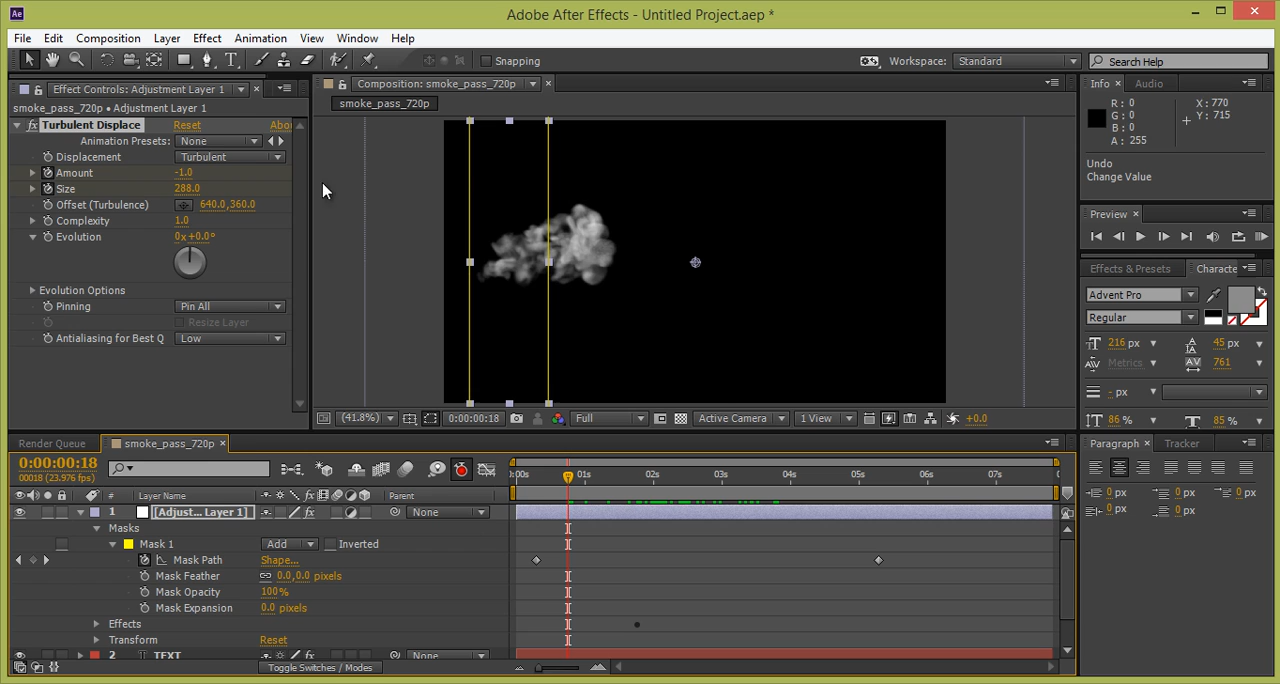 Ae
Adobe After Effects - Untitled Project.aep *
File Edit Composition Layer Effect Animation View Window Help
Snapping
Workspace: Standard
Search Help
Effect Controls: Adjustment Layer 1
smoke_pass_720p • Adjustment Layer 1
fx Turbulent Displace Reset Abo
Animation Presets: None
Displacement Turbulent
Amount -1.0
Size 288.0
Offset (Turbulence) 640.0,360.0
Complexity 1.0
Evolution 0x+0.0°
Evolution Options
Pinning Pin All
Resize Layer
Antialiasing for Best Q Low
Composition: smoke_pass_720p
smoke_pass_720p
(41.8%) 0:00:00:18 Full Active Camera 1 View +0.0
Info Audio
R: 0
G: 0
B: 0
A: 255
X: 770
Y: 715
Undo
Change Value
Preview
Effects & Presets Characte
Advent Pro
Regular
216 px 45 px
Metrics 761
- px
86 % 85 %
Paragraph Tracker
0 px 0 px 0 px
0 px 0 px
Render Queue smoke_pass_720p
0:00:00:18
00018 (23.976 fps)
# Layer Name Parent
1 [Adjust... Layer 1] fx None
Masks
Mask 1 Add Inverted
Mask Path Shape...
Mask Feather 0.0,0.0 pixels
Mask Opacity 100%
Mask Expansion 0.0 pixels
Effects
Transform Reset
2 T TEXT None
Toggle Switches / Modes
:00s 01s 02s 03s 04s 05s 06s 07s